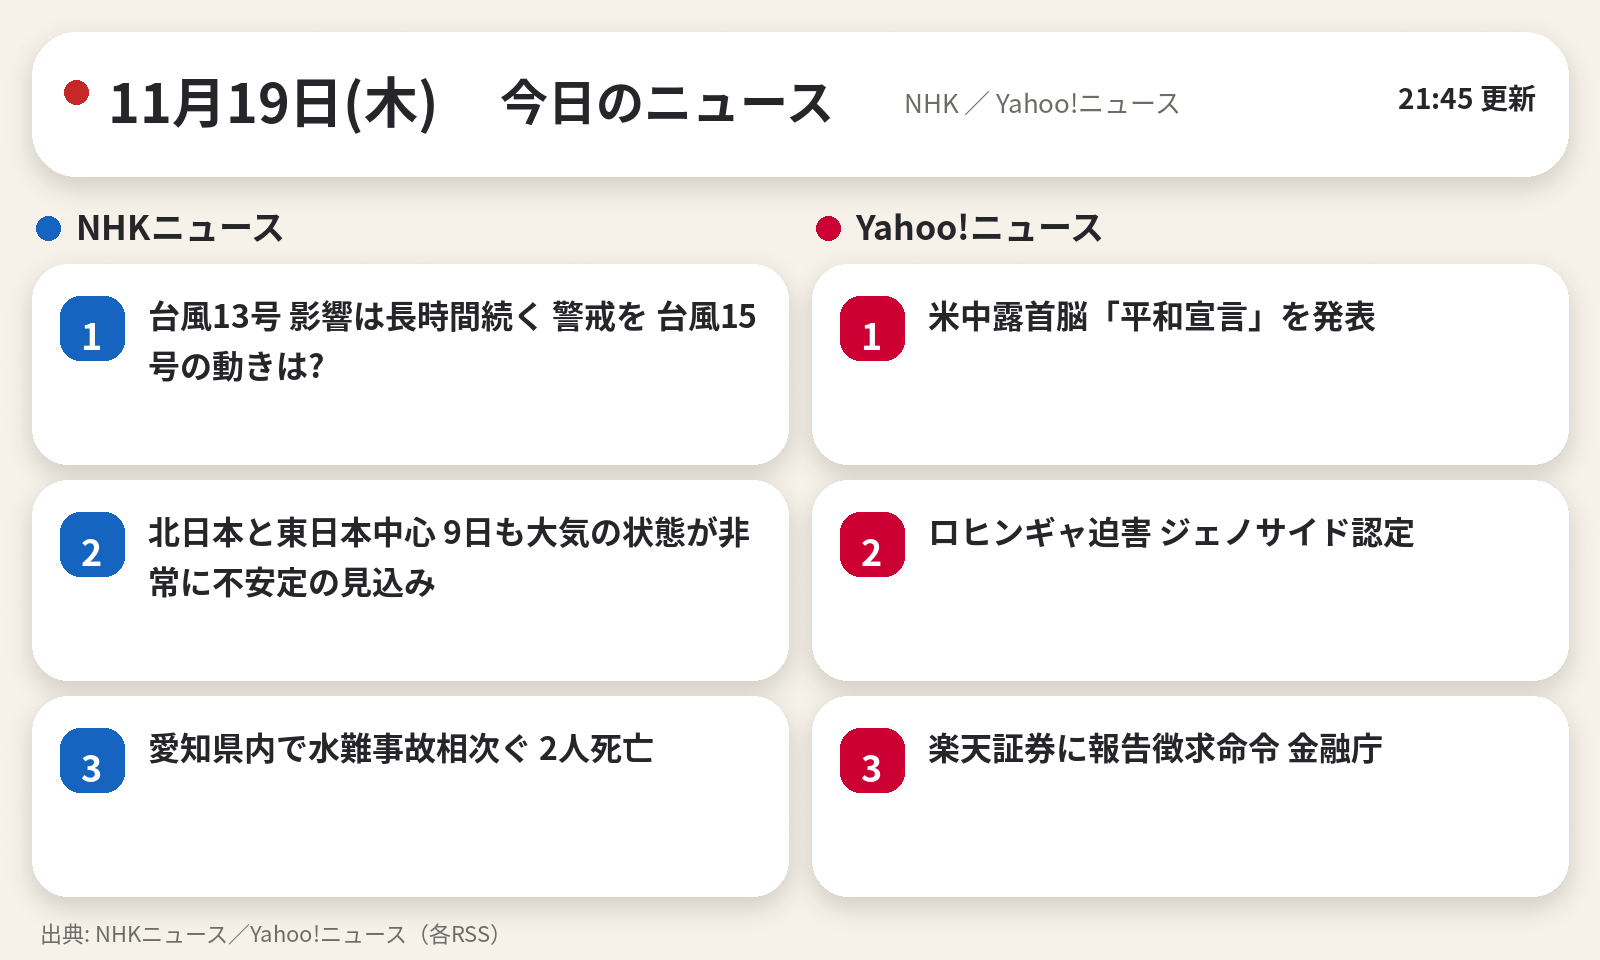 11月19日(木) 今日のニュース NHK ／ Yahoo!ニュース 21:45 更新
NHKニュース
1
台風13号 影響は長時間続く 警戒を 台風15
号の動きは?
2
北日本と東日本中心 9日も大気の状態が非
常に不安定の見込み
3
愛知県内で水難事故相次ぐ 2人死亡
Yahoo!ニュース
1
米中露首脳「平和宣言」を発表
2
ロヒンギャ迫害 ジェノサイド認定
3
楽天証券に報告徴求命令 金融庁
出典: NHKニュース／Yahoo!ニュース（各RSS）